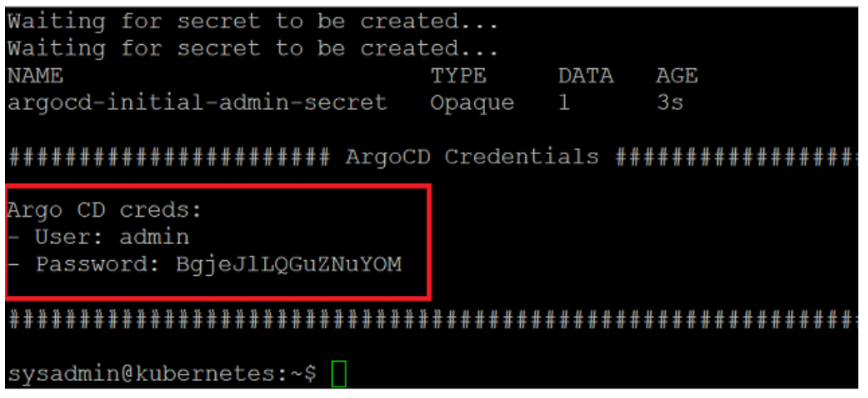 Waiting for secret to be created...
Waiting for secret to be created...
NAME TYPE DATA AGE
argocd-initial-admin-secret Opaque 1 3s
####################### ArgoCD Credentials ##################
Argo CD creds:
- User: admin
- Password: BgjeJlLQGuZNuYOM
#############################################################
sysadmin@kubernetes:~$